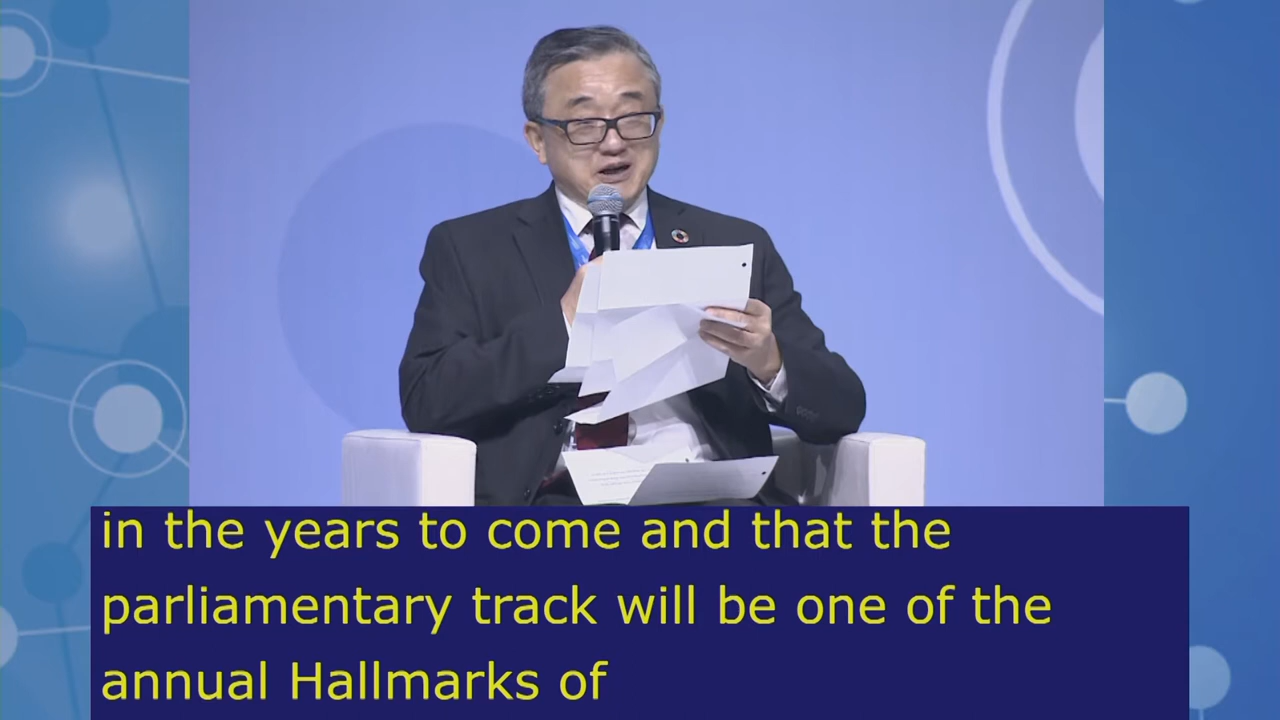 in the years to come and that the
parliamentary track will be one of the
annual Hallmarks of